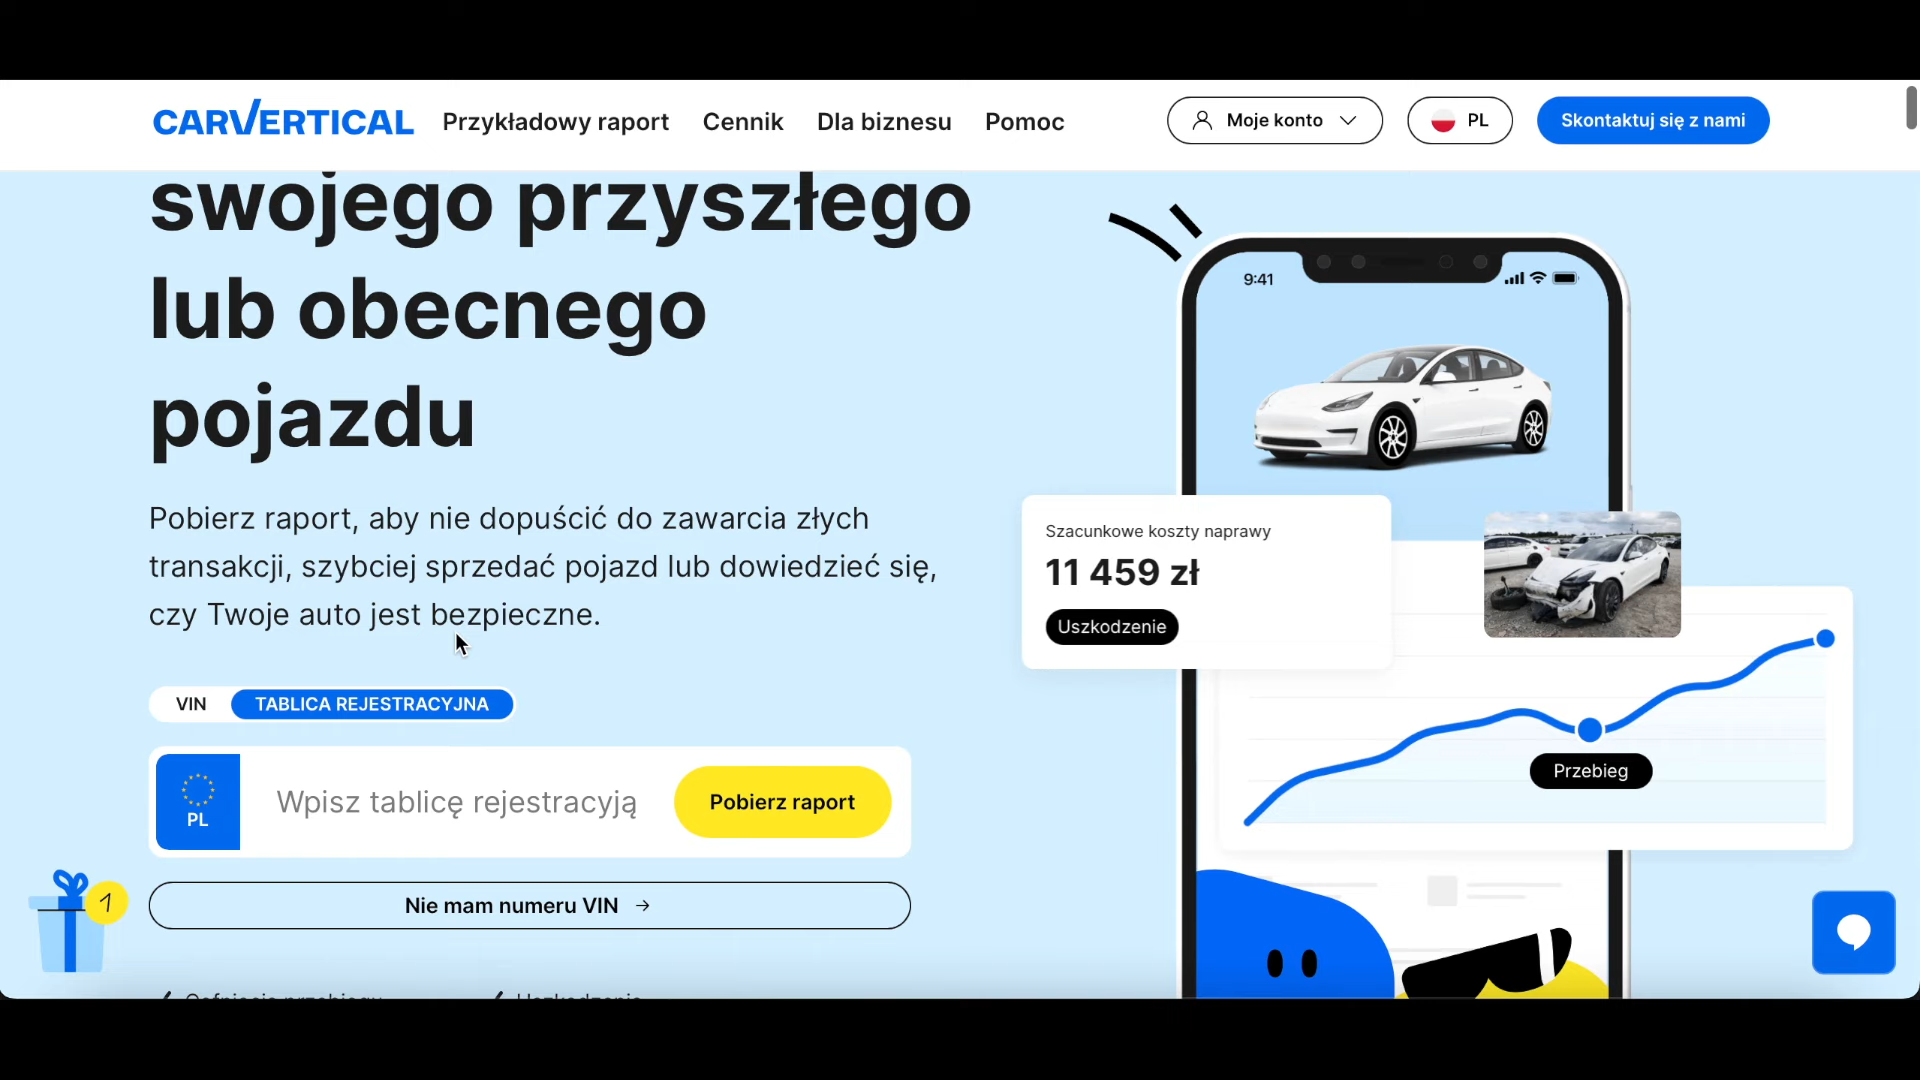 CARVERTICAL Przykładowy raport Cennik Dla biznesu Pomoc Moje konto PL Skontaktuj się z nami
swojego przyszłego
lub obecnego
pojazdu
Pobierz raport, aby nie dopuścić do zawarcia złych
transakcji, szybciej sprzedać pojazd lub dowiedzieć się,
czy Twoje auto jest bezpieczne.
VIN TABLICA REJESTRACYJNA
PL
Wpisz tablicę rejestracyją
Pobierz raport
Nie mam numeru VIN →
1
9:41
Szacunkowe koszty naprawy
11 459 zł
Uszkodzenie
Przebieg